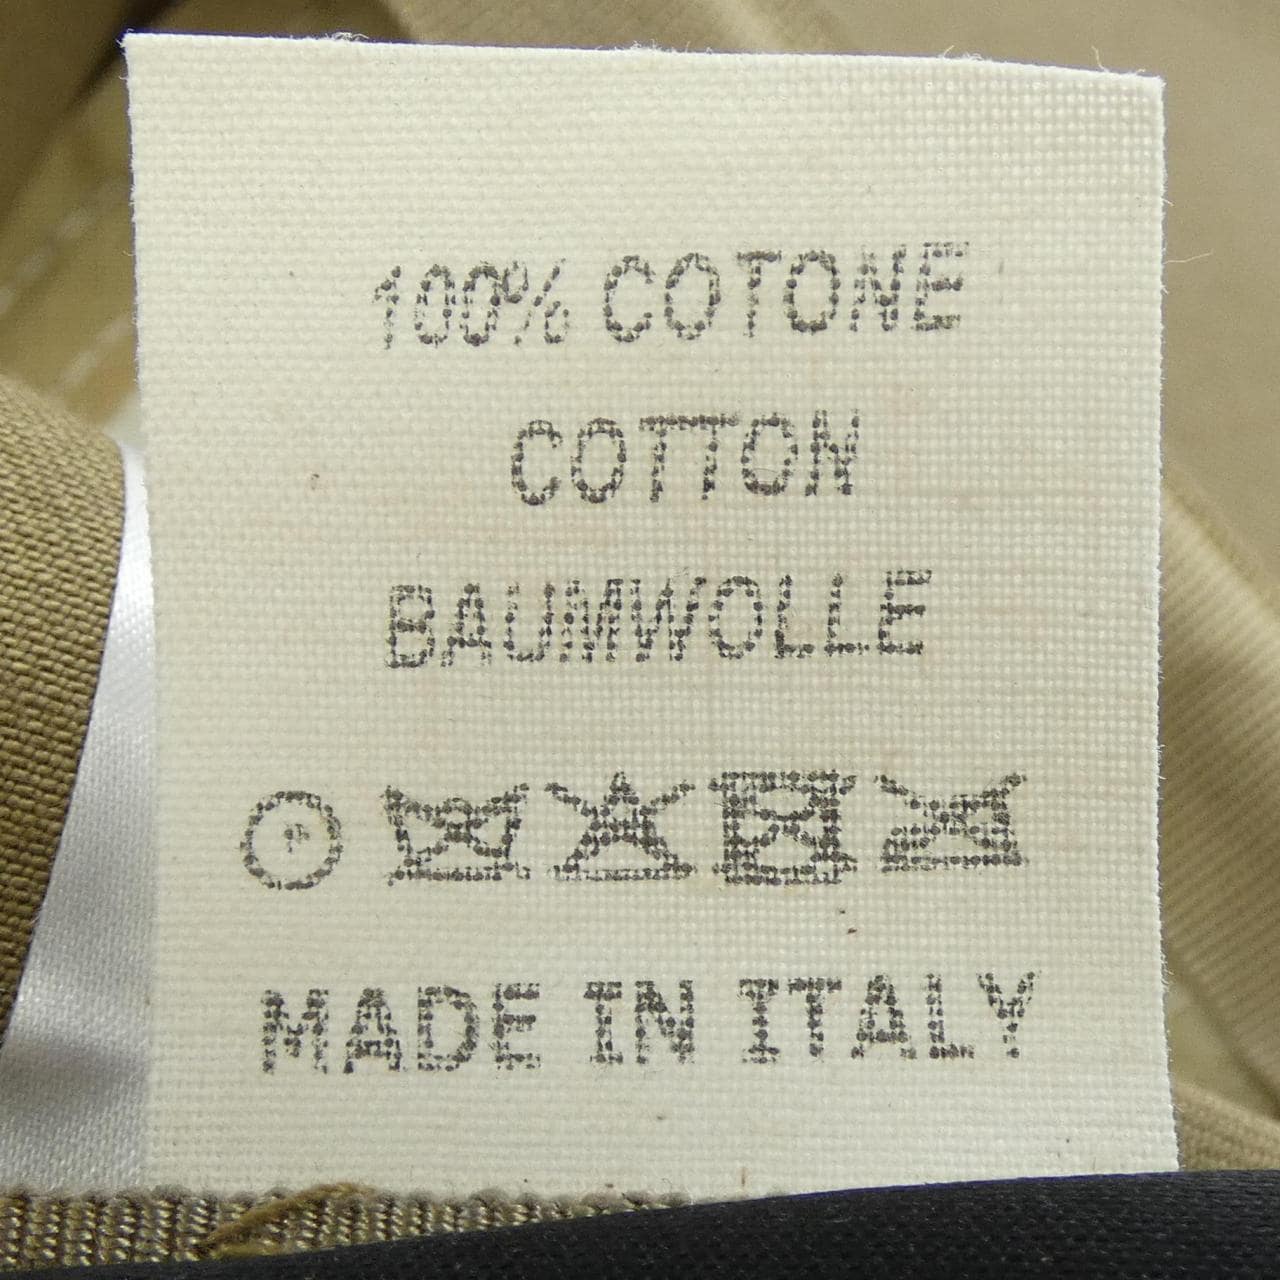 100% COTONE
COTTON
BAUMWOLLE
MADE IN ITALY